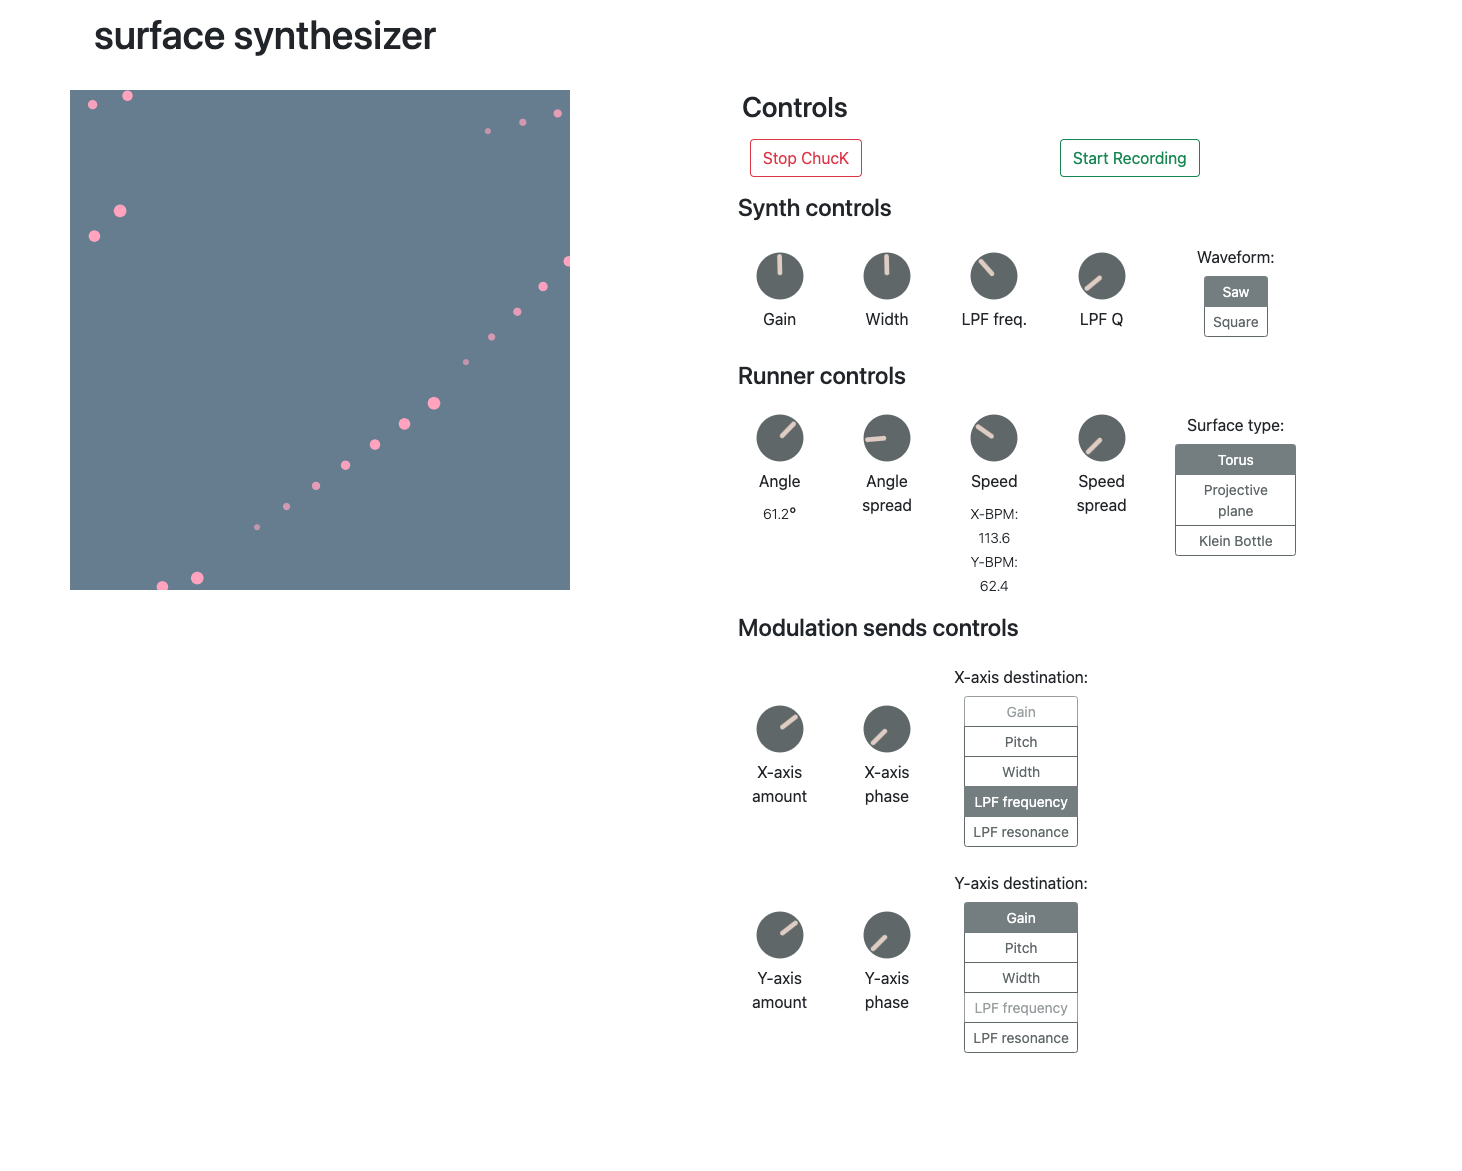 surface synthesizer
Controls
Stop ChucK
Start Recording
Synth controls
Gain
Width
LPF freq.
LPF Q
Waveform:
Saw
Square
Runner controls
Angle
61.2°
Angle
spread
Speed
X-BPM:
113.6
Y-BPM:
62.4
Speed
spread
Surface type:
Torus
Projective
plane
Klein Bottle
Modulation sends controls
X-axis
amount
X-axis
phase
X-axis destination:
Gain
Pitch
Width
LPF frequency
LPF resonance
Y-axis
amount
Y-axis
phase
Y-axis destination:
Gain
Pitch
Width
LPF frequency
LPF resonance